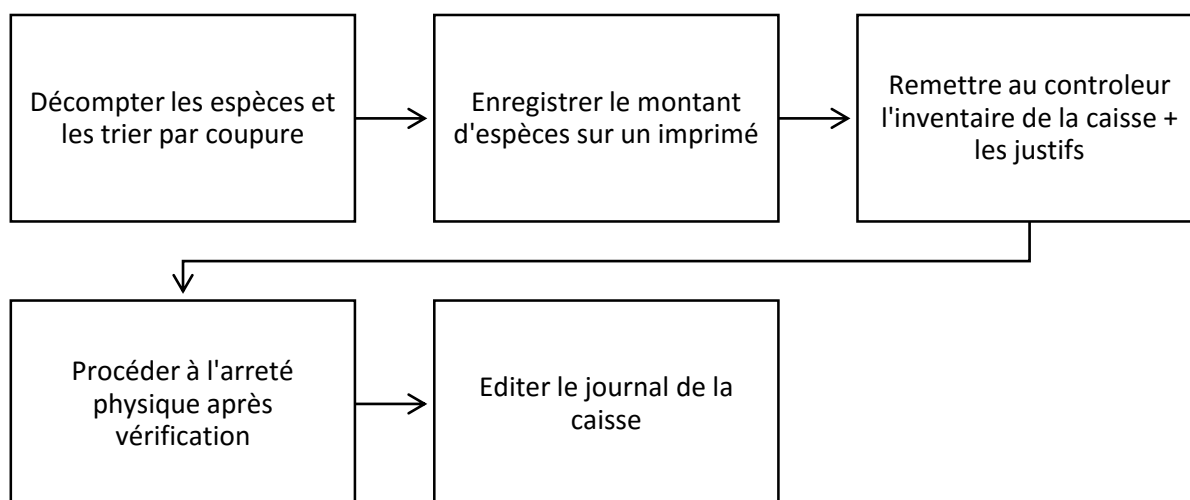 Décompter les espèces et
les trier par coupure
Enregistrer le montant
d'espèces sur un imprimé
Remettre au controleur
l'inventaire de la caisse +
les justifs
Procéder à l'arreté
physique après
vérification
Editer le journal de la
caisse